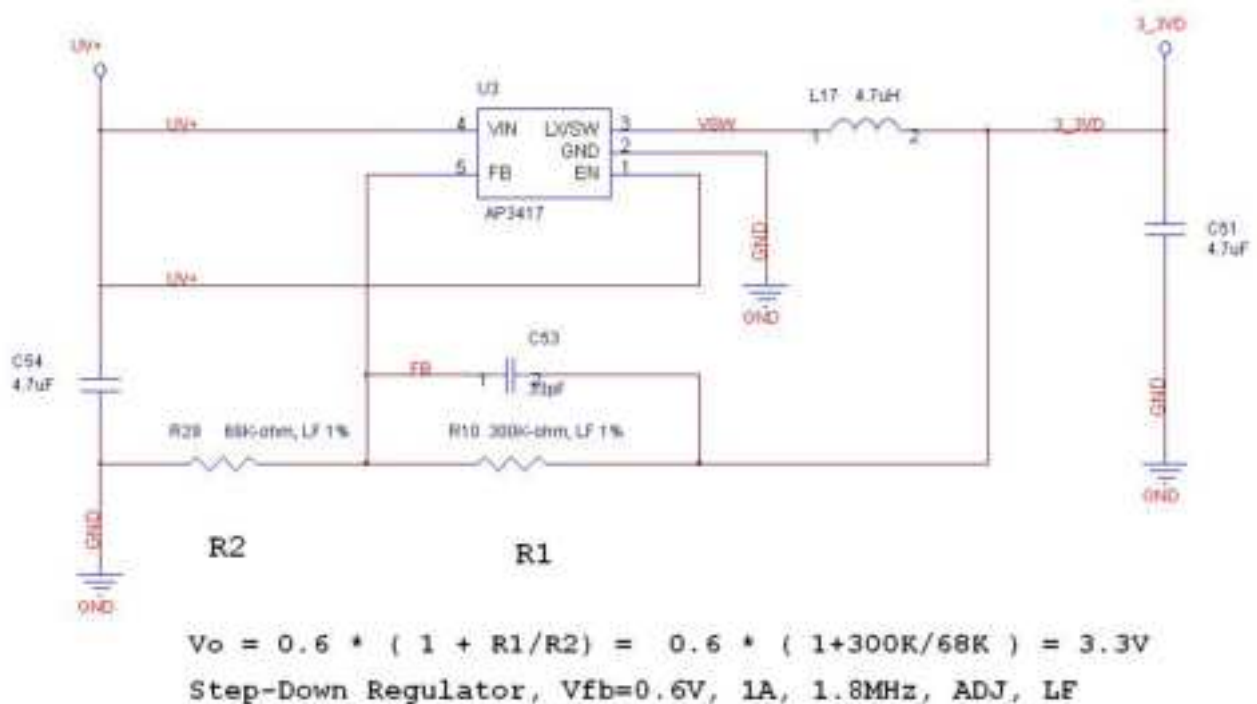 3_3VD
UV+
U3
L17 4.7uH
UV+
4 VIN LX/SW 3
VSW
1 2
3_3VD
GND 2
5 FB EN 1
AP3417
GND
C51
4.7uF
UV+
GND
C53
C54
4.7uF
FB
1 2
GND
R29 68K-ohm, LF 1%
R10 300K-ohm, LF 1%
GND
GND
R2
R1
GND
Vo = 0.6 * ( 1 + R1/R2) = 0.6 * ( 1+300K/68K ) = 3.3V
Step-Down Regulator, Vfb=0.6V, 1A, 1.8MHz, ADJ, LF